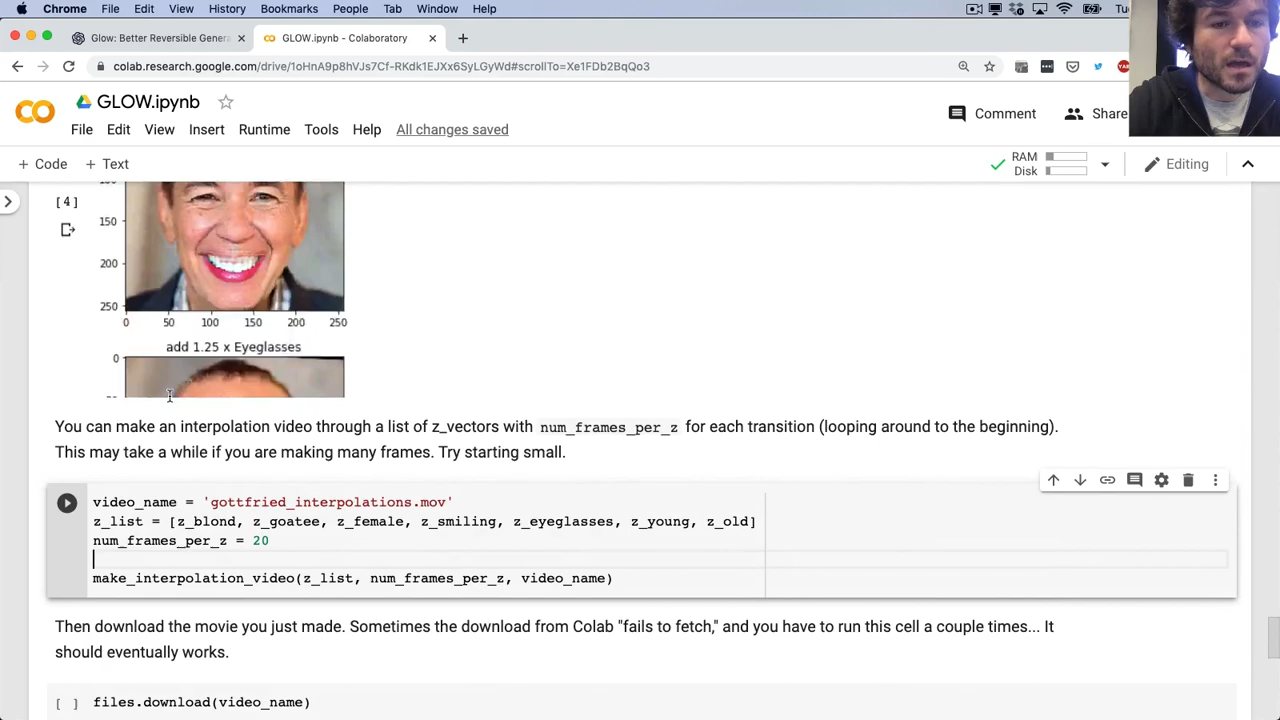 Chrome File Edit View History Bookmarks People Tab Window Help
Glow: Better Reversible Genera
GLOW.ipynb - Colaboratory
colab.research.google.com/drive/1oHnA9p8hVJs7Cf-RKdk1EJXx6SyLGyWd#scrollTo=Xe1FDb2BqQo3
GLOW.ipynb
Comment
Share
File Edit View Insert Runtime Tools Help All changes saved
+ Code + Text
RAM
Disk
Editing
[4]
150
200
250
0 50 100 150 200 250
add 1.25 x Eyeglasses
0
You can make an interpolation video through a list of z_vectors with num_frames_per_z for each transition (looping around to the beginning).
This may take a while if you are making many frames. Try starting small.
video_name = 'gottfried_interpolations.mov'
z_list = [z_blond, z_goatee, z_female, z_smiling, z_eyeglasses, z_young, z_old]
num_frames_per_z = 20
make_interpolation_video(z_list, num_frames_per_z, video_name)
Then download the movie you just made. Sometimes the download from Colab "fails to fetch," and you have to run this cell a couple times... It
should eventually works.
[ ] files.download(video_name)